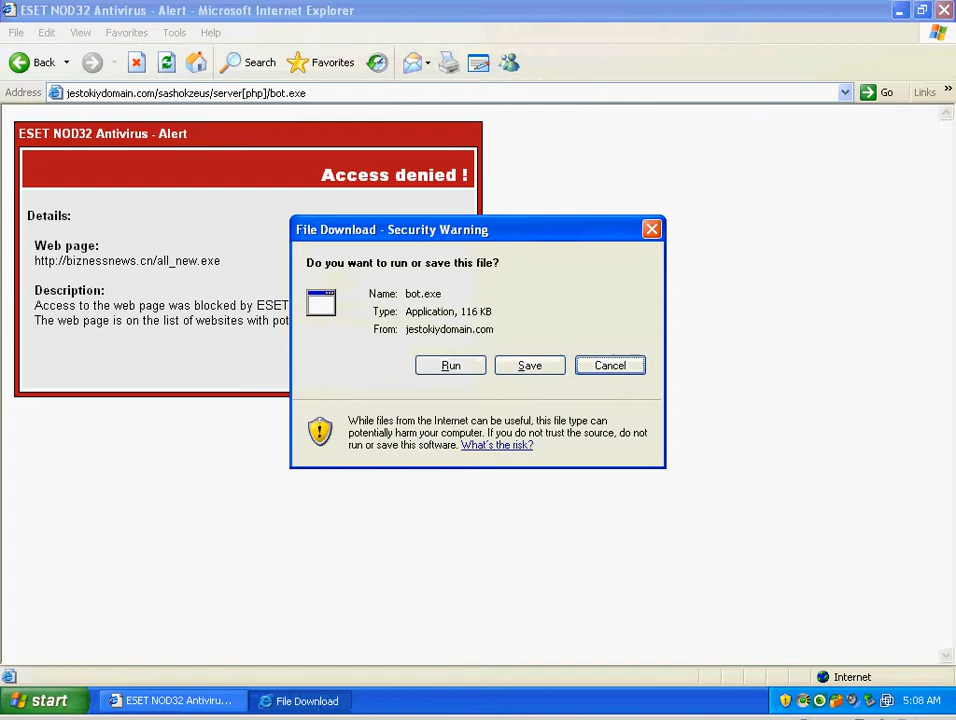 ESET NOD32 Antivirus - Alert - Microsoft Internet Explorer
File Edit View Favorites Tools Help
Back Search Favorites
Address jestokiydomain.com/sashokzeus/server[php]/bot.exe Go Links »
ESET NOD32 Antivirus - Alert
Access denied !
Details:
Web page:
http://biznessnews.cn/all_new.exe
Description:
Access to the web page was blocked by ESET
The web page is on the list of websites with pot
File Download - Security Warning
Do you want to run or save this file?
Name: bot.exe
Type: Application, 116 KB
From: jestokiydomain.com
Run Save Cancel
While files from the Internet can be useful, this file type can
potentially harm your computer. If you do not trust the source, do not
run or save this software. What's the risk?
Internet
start ESET NOD32 Antiviru... File Download 5:08 AM